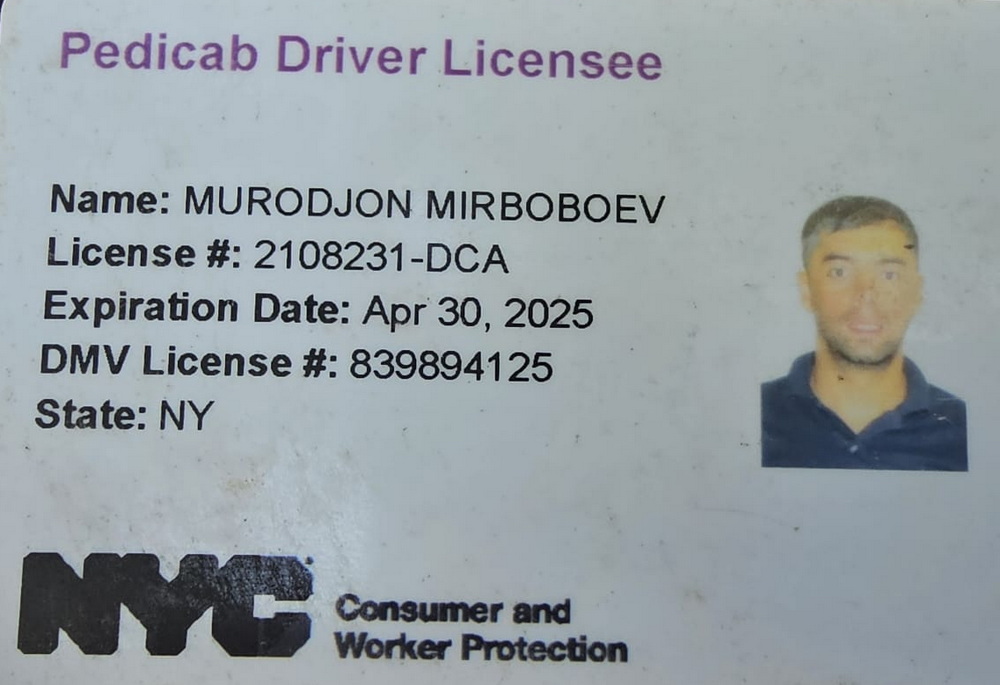 Pedicab Driver Licensee
Name: MURODJON MIRBOBOEV
License #: 2108231-DCA
Expiration Date: Apr 30, 2025
DMV License #: 839894125
State: NY
NYC
Consumer and
Worker Protection